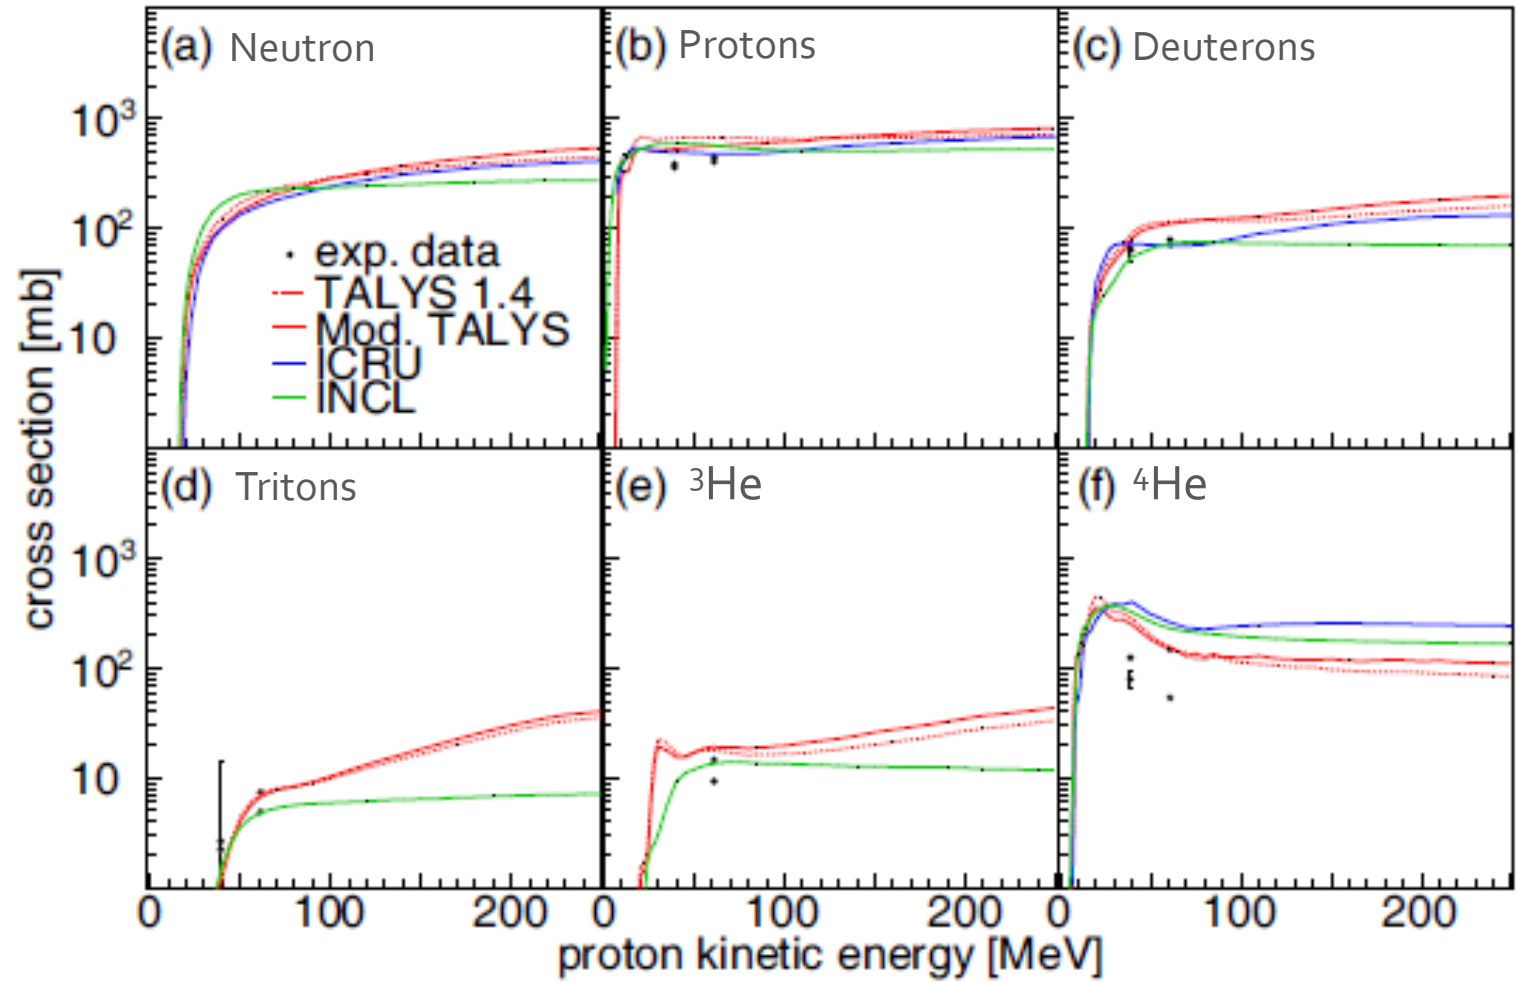 (a) Neutron
(b) Protons
(c) Deuterons
10³
10²
10
exp. data
TALYS 1.4
Mod. TALYS
ICRU
INCL
cross section [mb]
(d) Tritons
(e) ³He
(f) ⁴He
10³
10²
10
0 100 200 0 100 200 0 100 200
proton kinetic energy [MeV]